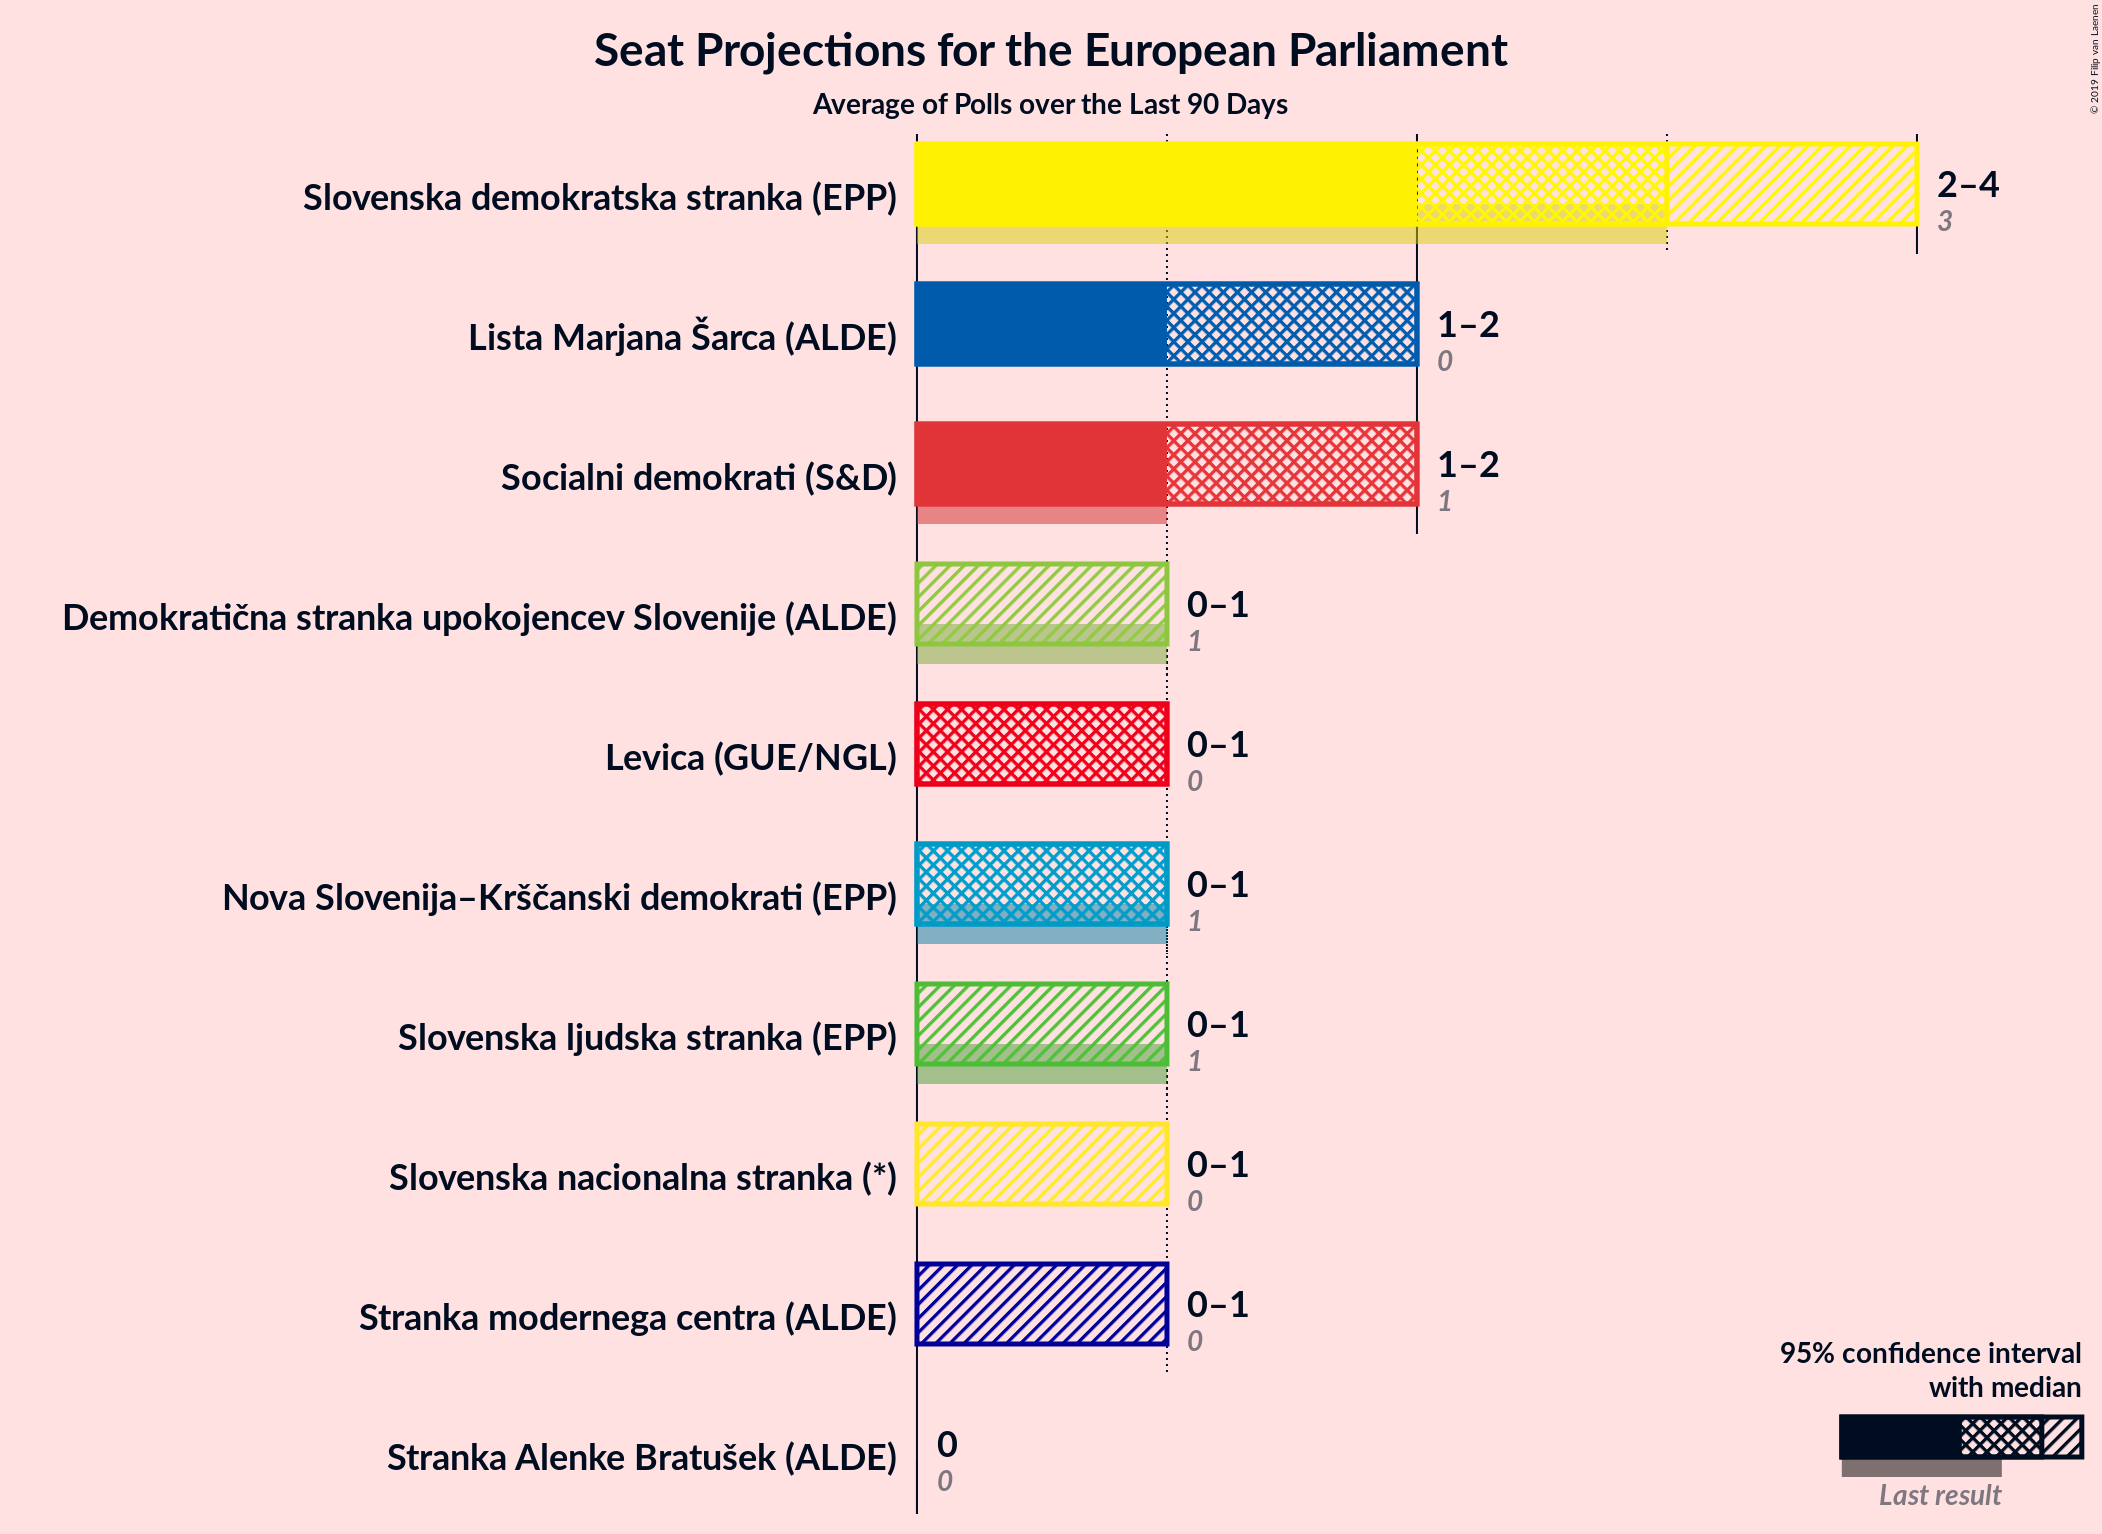 Seat Projections for the European Parliament
Average of Polls over the Last 90 Days
© 2019 Filip van Laenen
Slovenska demokratska stranka (EPP)
2–4
3
Lista Marjana Šarca (ALDE)
1–2
0
Socialni demokrati (S&D)
1–2
1
Demokratična stranka upokojencev Slovenije (ALDE)
0–1
1
Levica (GUE/NGL)
0–1
0
Nova Slovenija–Krščanski demokrati (EPP)
0–1
1
Slovenska ljudska stranka (EPP)
0–1
1
Slovenska nacionalna stranka (*)
0–1
0
Stranka modernega centra (ALDE)
0–1
0
Stranka Alenke Bratušek (ALDE)
0
0
95% confidence interval
with median
Last result